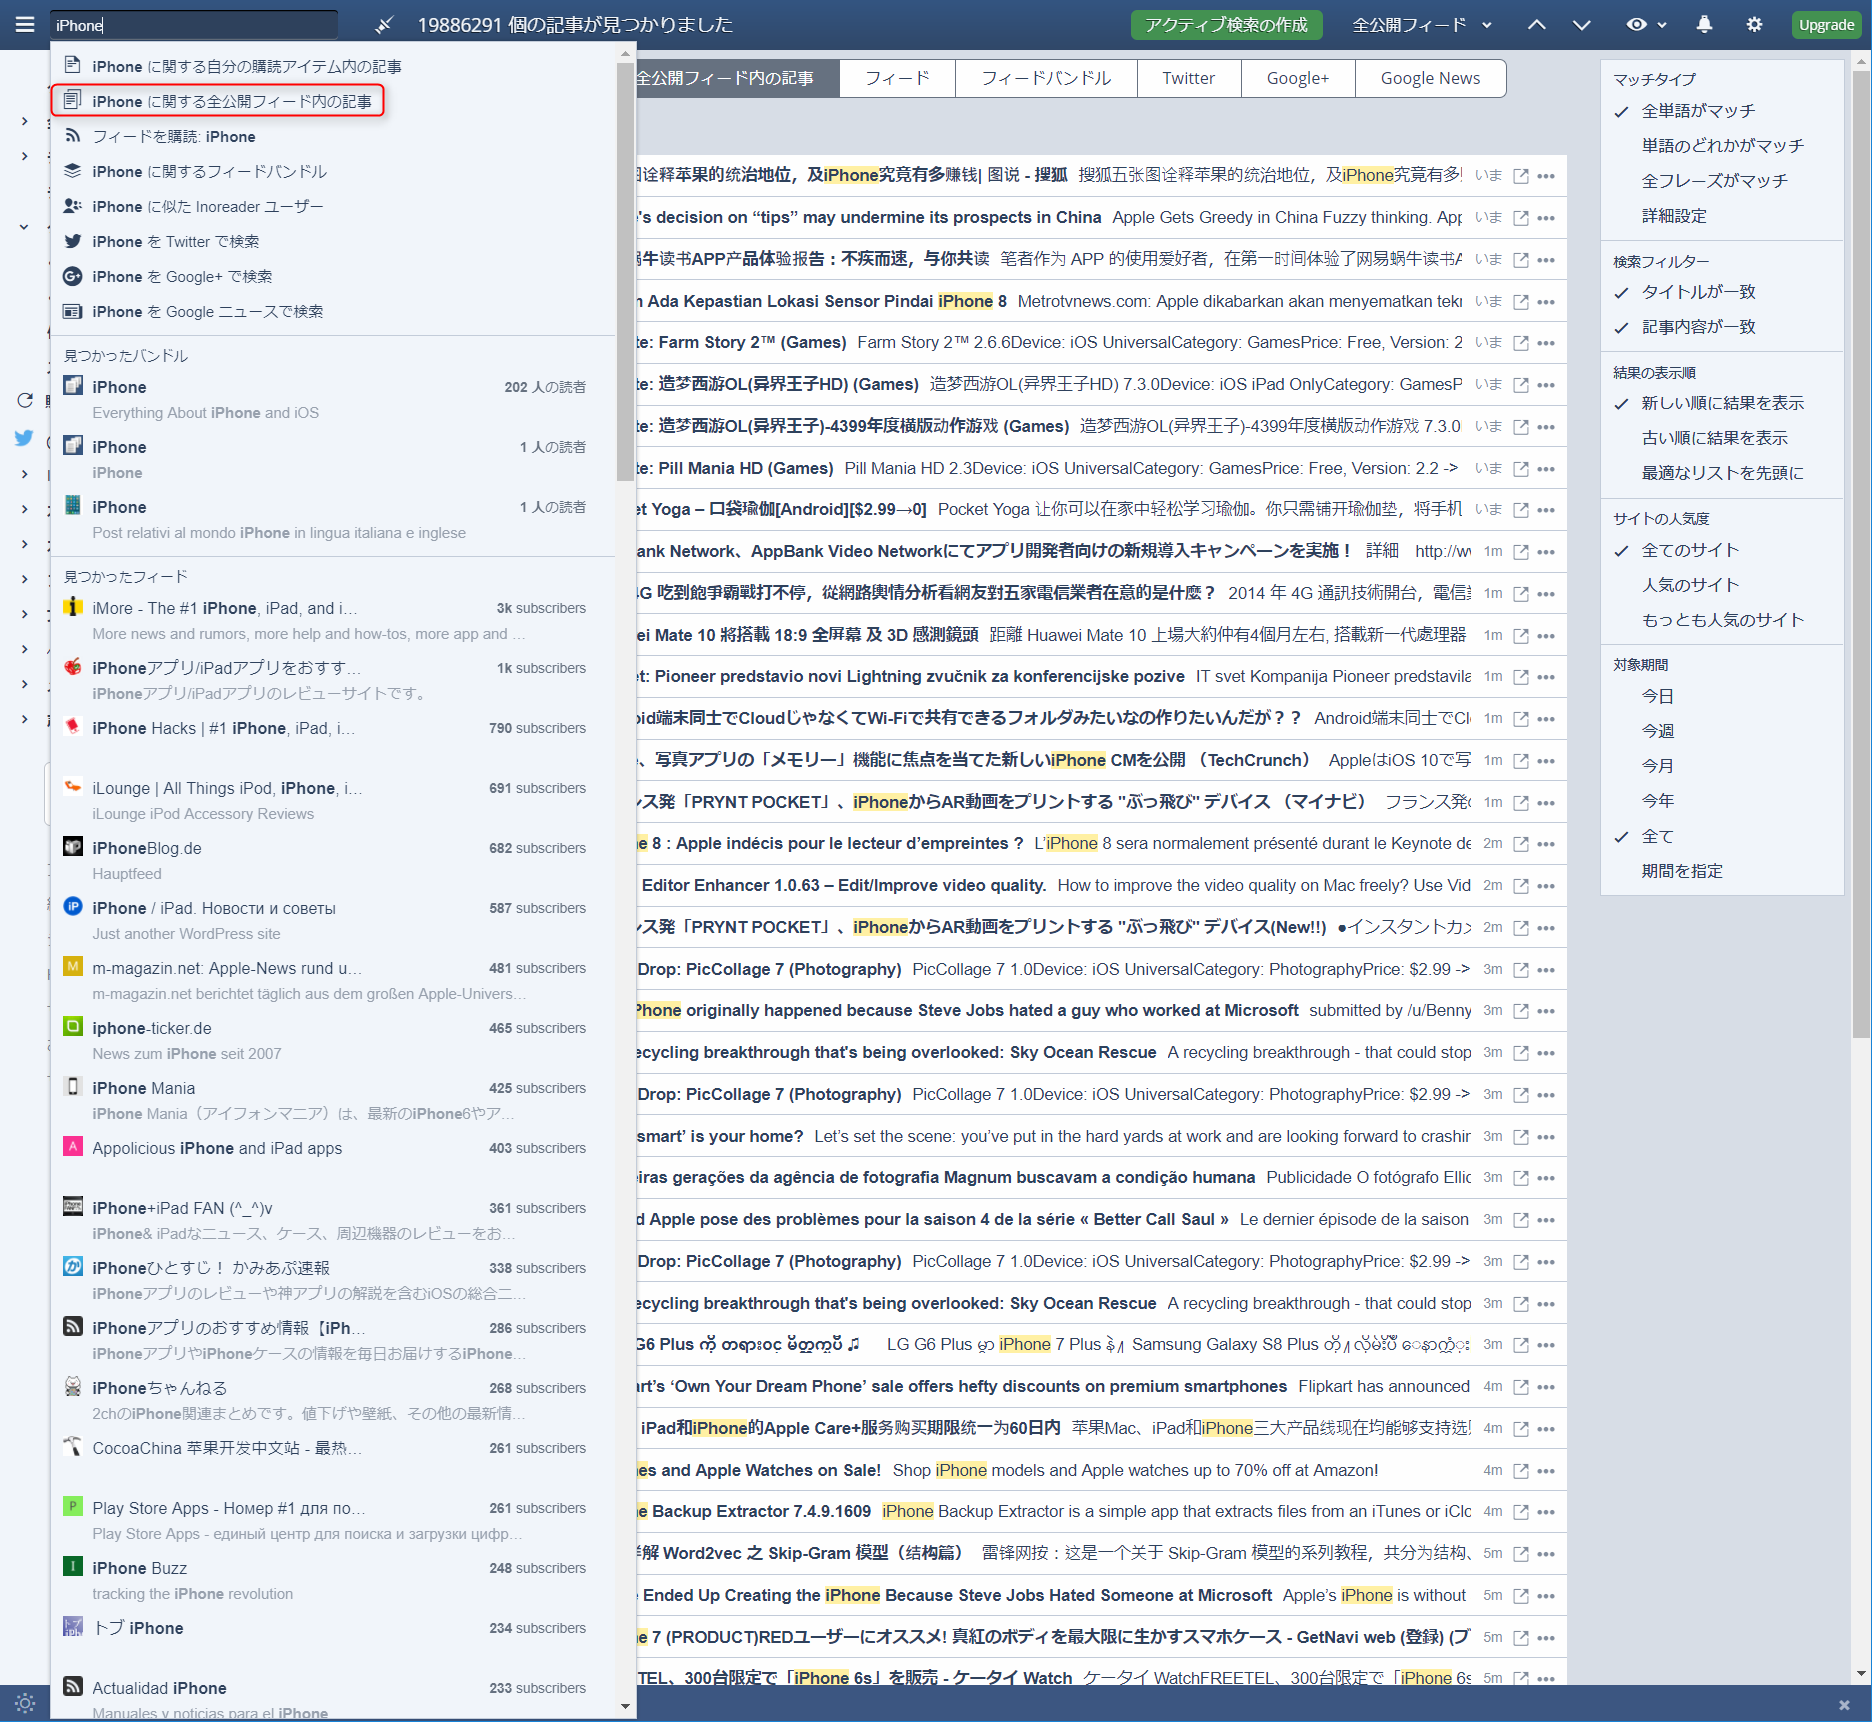 iPhone
19886291 個の記事が見つかりました
アクティブ検索の作成
全公開フィード
Upgrade
iPhone に関する自分の購読アイテム内の記事
iPhone に関する全公開フィード内の記事
フィードを購読: iPhone
iPhone に関するフィードバンドル
iPhone に似た Inoreader ユーザー
iPhone を Twitter で検索
iPhone を Google+ で検索
iPhone を Google ニュースで検索
見つかったバンドル
iPhone 202 人の読者
Everything About iPhone and iOS
iPhone 1 人の読者
iPhone
iPhone 1 人の読者
Post relativi al mondo iPhone in lingua italiana e inglese
見つかったフィード
iMore - The #1 iPhone, iPad, and i… 3k subscribers
More news and rumors, more help and how-tos, more app and …
iPhoneアプリ/iPadアプリをおすす… 1k subscribers
iPhoneアプリ/iPadアプリのレビューサイトです。
iPhone Hacks | #1 iPhone, iPad, i… 790 subscribers
iLounge | All Things iPod, iPhone, i… 691 subscribers
iLounge iPod Accessory Reviews
iPhoneBlog.de 682 subscribers
Hauptfeed
iPhone / iPad. Новости и советы 587 subscribers
Just another WordPress site
m-magazin.net: Apple-News rund u… 481 subscribers
m-magazin.net berichtet täglich aus dem großen Apple-Univers…
iphone-ticker.de 465 subscribers
News zum iPhone seit 2007
iPhone Mania 425 subscribers
iPhone Mania（アイフォンマニア）は、最新のiPhone6やア…
Appolicious iPhone and iPad apps 403 subscribers
iPhone+iPad FAN (^_^)v 361 subscribers
iPhone& iPadなニュース、ケース、周辺機器のレビューをお…
iPhoneひとすじ！ かみあぷ速報 338 subscribers
iPhoneアプリのレビューや神アプリの解説を含むiOSの総合ニ…
iPhoneアプリのおすすめ情報【iPh… 286 subscribers
iPhoneアプリやiPhoneケースの情報を毎日お届けするiPhone…
iPhoneちゃんねる 268 subscribers
2chのiPhone関連まとめです。値下げや壁紙、その他の最新情…
CocoaChina 苹果开发中文站 - 最热… 261 subscribers
Play Store Apps - Номер #1 для по… 261 subscribers
Play Store Apps - единый центр для поиска и загрузки цифр…
iPhone Buzz 248 subscribers
tracking the iPhone revolution
トブ iPhone 234 subscribers
Actualidad iPhone 233 subscribers
Manuales y noticias para el iPhone
全公開フィード内の記事
フィード
フィードバンドル
Twitter
Google+
Google News
图诠释苹果的统治地位，及iPhone究竟有多赚钱| 图说 - 搜狐 搜狐五张图诠释苹果的统治地位，及iPhone究竟有多! いま
's decision on “tips” may undermine its prospects in China Apple Gets Greedy in China Fuzzy thinking. App いま
蜗牛读书APP产品体验报告：不疾而速，与你共读 笔者作为 APP 的使用爱好者，在第一时间体验了网易蜗牛读书A いま
Ada Kepastian Lokasi Sensor Pindai iPhone 8 Metrotvnews.com: Apple dikabarkan akan menyematkan tekn いま
te: Farm Story 2™ (Games) Farm Story 2™ 2.6.6Device: iOS UniversalCategory: GamesPrice: Free, Version: 2 いま
te: 造梦西游OL(异界王子HD) (Games) 造梦西游OL(异界王子HD) 7.3.0Device: iOS iPad OnlyCategory: GamesP いま
te: 造梦西游OL(异界王子)-4399年度横版动作游戏 (Games) 造梦西游OL(异界王子)-4399年度横版动作游戏 7.3.0 いま
te: Pill Mania HD (Games) Pill Mania HD 2.3Device: iOS UniversalCategory: GamesPrice: Free, Version: 2.2 -> いま
et Yoga – 口袋瑜伽[Android][$2.99→0] Pocket Yoga 让你可以在家中轻松学习瑜伽。你只需铺开瑜伽垫，将手机 いま
ank Network、AppBank Video Networkにてアプリ開発者向けの新規導入キャンペーンを実施！ 詳細 http://w 1m
4G 吃到飽爭霸戰打不停，從網路輿情分析看網友對五家電信業者在意的是什麼？ 2014 年 4G 通訊技術開台，電信業 1m
ei Mate 10 將搭載 18:9 全屏幕 及 3D 感測鏡頭 距離 Huawei Mate 10 上場大約仲有4個月左右, 搭載新一代處理器 1m
et: Pioneer predstavio novi Lightning zvučnik za konferencijske pozive IT svet Kompanija Pioneer predstavila 1m
oid端末同士でCloudじゃなくてWi-Fiで共有できるフォルダみたいなの作りたいんだが？？ Android端末同士でClo 1m
、写真アプリの「メモリー」機能に焦点を当てた新しいiPhone CMを公開 （TechCrunch） AppleはiOS 10で写 1m
ンス発「PRYNT POCKET」、iPhoneからAR動画をプリントする "ぶっ飛び" デバイス （マイナビ） フランス発の 1m
e 8 : Apple indécis pour le lecteur d’empreintes ? L’iPhone 8 sera normalement présenté durant le Keynote de 2m
Editor Enhancer 1.0.63 – Edit/Improve video quality. How to improve the video quality on Mac freely? Use Vid 2m
ンス発「PRYNT POCKET」、iPhoneからAR動画をプリントする "ぶっ飛び" デバイス(New!!) ●インスタントカメ 2m
Drop: PicCollage 7 (Photography) PicCollage 7 1.0Device: iOS UniversalCategory: PhotographyPrice: $2.99 -> 3m
Phone originally happened because Steve Jobs hated a guy who worked at Microsoft submitted by /u/Benny 3m
ecycling breakthrough that's being overlooked: Sky Ocean Rescue A recycling breakthrough - that could stop 3m
Drop: PicCollage 7 (Photography) PicCollage 7 1.0Device: iOS UniversalCategory: PhotographyPrice: $2.99 -> 3m
smart’ is your home? Let’s set the scene: you’ve put in the hard yards at work and are looking forward to crashin 3m
eiras gerações da agência de fotografia Magnum buscavam a condição humana Publicidade O fotógrafo Ellio 3m
d Apple pose des problèmes pour la saison 4 de la série « Better Call Saul » Le dernier épisode de la saison 3m
Drop: PicCollage 7 (Photography) PicCollage 7 1.0Device: iOS UniversalCategory: PhotographyPrice: $2.99 -> 3m
ecycling breakthrough that's being overlooked: Sky Ocean Rescue A recycling breakthrough - that could stop 3m
G6 Plus LG G6 Plus မှာ iPhone 7 Plus Samsung Galaxy S8 Plus 3m
art’s ‘Own Your Dream Phone’ sale offers hefty discounts on premium smartphones Flipkart has announced 4m
iPad和iPhone的Apple Care+服务购买期限统一为60日内 苹果Mac、iPad和iPhone三大产品线现在均能够支持选 4m
es and Apple Watches on Sale! Shop iPhone models and Apple watches up to 70% off at Amazon! 4m
e Backup Extractor 7.4.9.1609 iPhone Backup Extractor is a simple app that extracts files from an iTunes or iClo 4m
详解 Word2vec 之 Skip-Gram 模型（结构篇） 雷锋网按：这是一个关于 Skip-Gram 模型的系列教程，共分为结构、 5m
e Ended Up Creating the iPhone Because Steve Jobs Hated Someone at Microsoft Apple’s iPhone is without 5m
e 7 (PRODUCT)REDユーザーにオススメ! 真紅のボディを最大限に生かすスマホケース - GetNavi web (登録) (ブ 5m
ETEL、300台限定で「iPhone 6s」を販売 - ケータイ Watch ケータイ WatchFREETEL、300台限定で「iPhone 6s 5m
マッチタイプ
全単語がマッチ
単語のどれかがマッチ
全フレーズがマッチ
詳細設定
検索フィルター
タイトルが一致
記事内容が一致
結果の表示順
新しい順に結果を表示
古い順に結果を表示
最適なリストを先頭に
サイトの人気度
全てのサイト
人気のサイト
もっとも人気のサイト
対象期間
今日
今週
今月
今年
全て
期間を指定